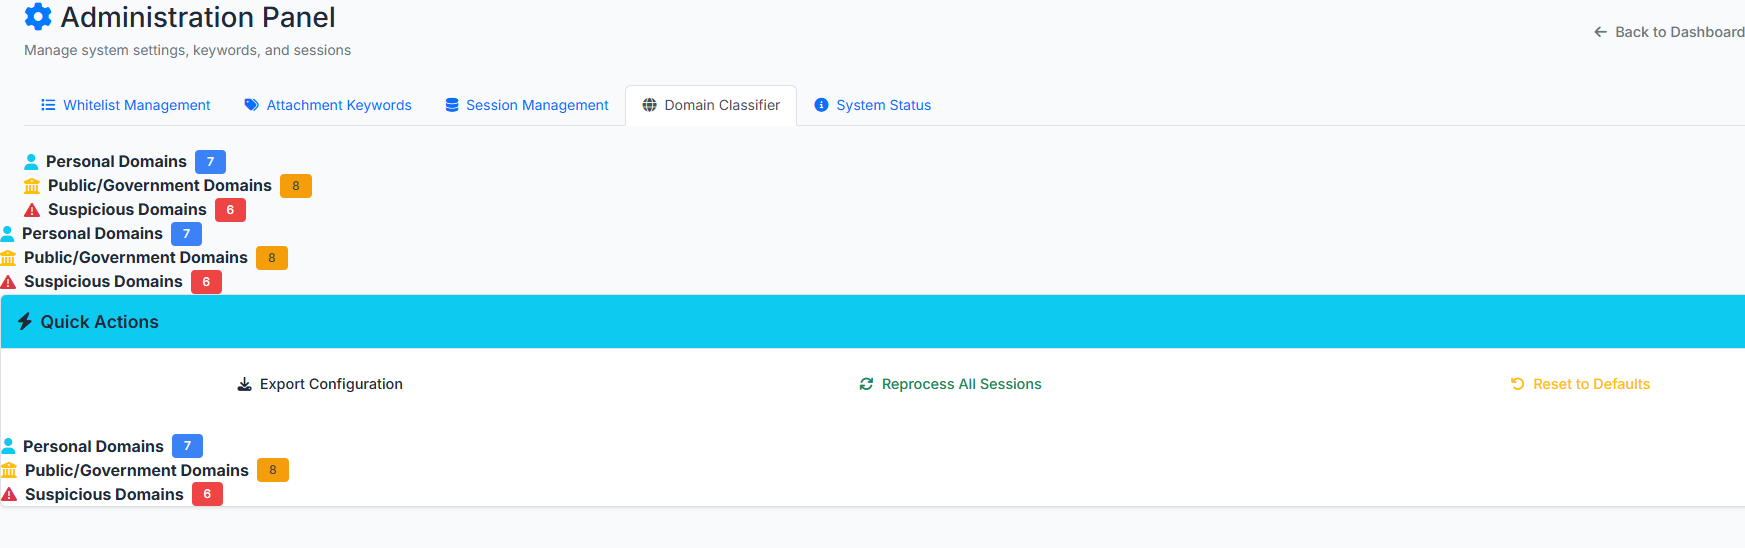 Administration Panel
Manage system settings, keywords, and sessions
Back to Dashboard
Whitelist Management
Attachment Keywords
Session Management
Domain Classifier
System Status
Personal Domains 7
Public/Government Domains 8
Suspicious Domains 6
Personal Domains 7
Public/Government Domains 8
Suspicious Domains 6
Quick Actions
Export Configuration
Reprocess All Sessions
Reset to Defaults
Personal Domains 7
Public/Government Domains 8
Suspicious Domains 6